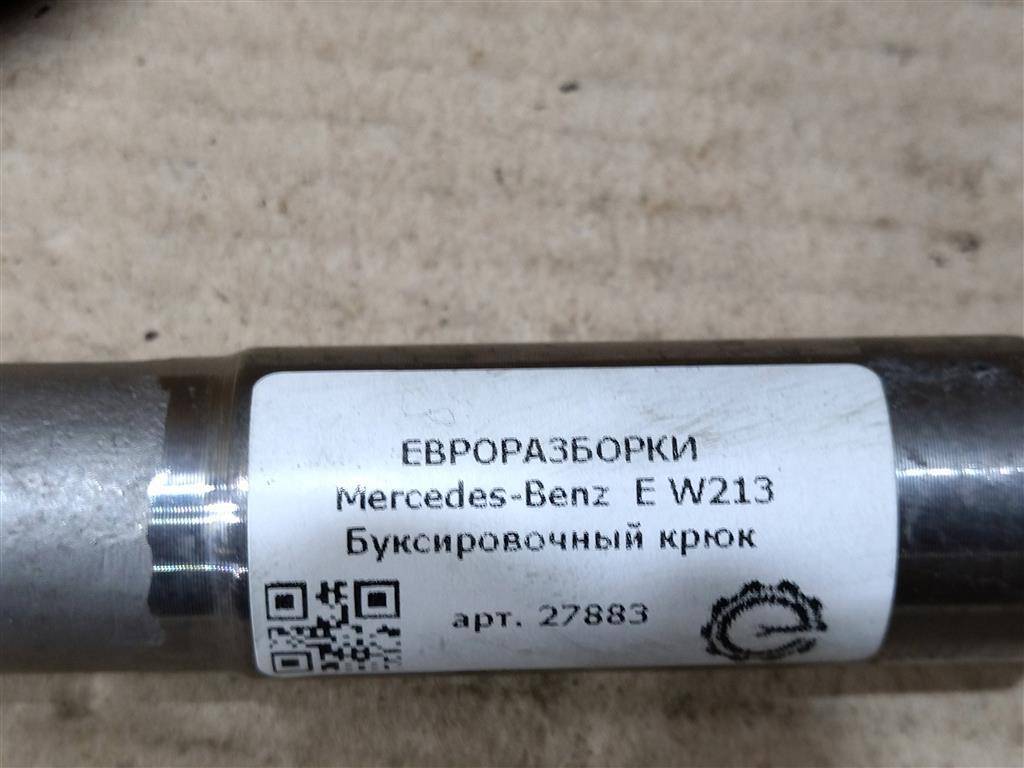 ЕВРОРАЗБОРКИ
Mercedes-Benz E W213
Буксировочный крюк
арт. 27883